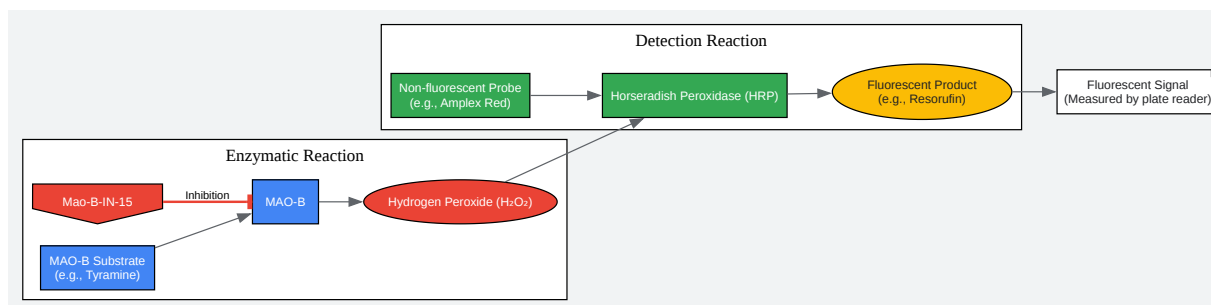 Detection Reaction
Non-fluorescent Probe
(e.g., Amplex Red)
Horseradish Peroxidase (HRP)
Fluorescent Product
(e.g., Resorufin)
Fluorescent Signal
(Measured by plate reader)
Enzymatic Reaction
Mao-B-IN-15
Inhibition
MAO-B
Hydrogen Peroxide (H₂O₂)
MAO-B Substrate
(e.g., Tyramine)